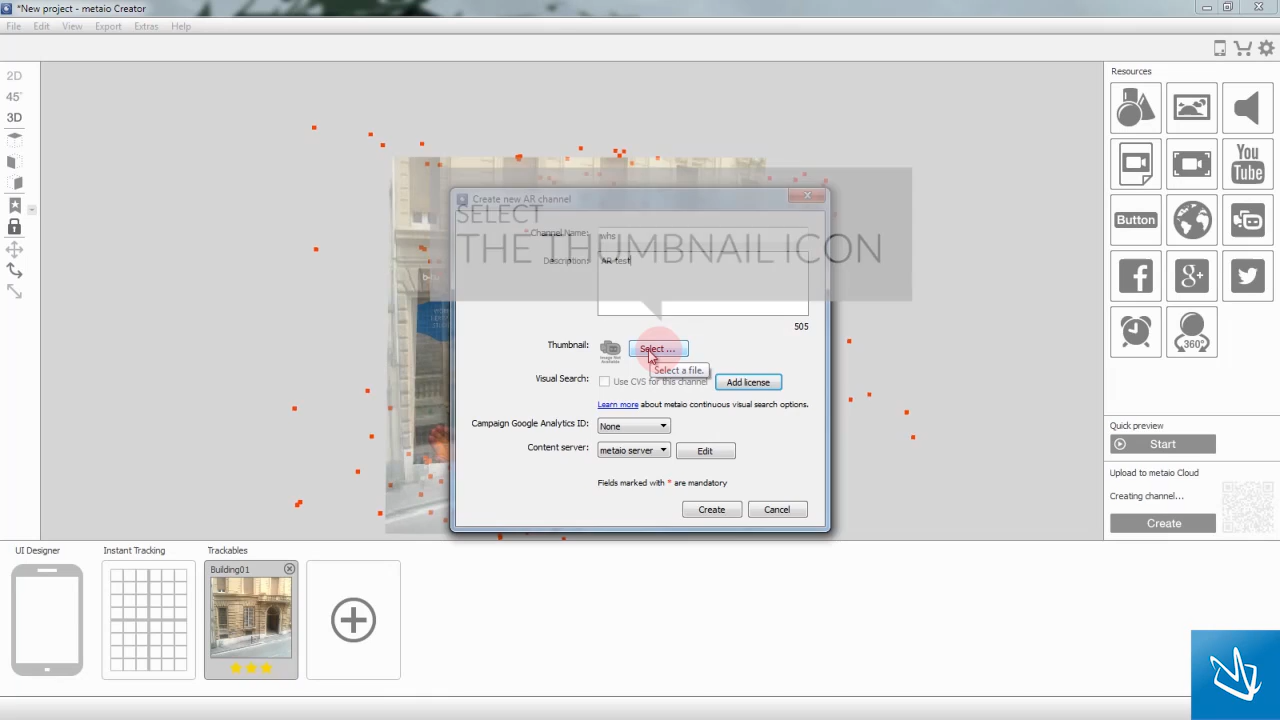 *New project - metaio Creator
File Edit View Export Extras Help
2D
45°
3D
Resources
YouTube
Button
g+
360°
Quick preview
Start
Upload to metaio Cloud
Creating channel...
Create
Create new AR channel
SELECT
THE THUMBNAIL ICON
* Channel Name: whs
Description: AR-test
505
Thumbnail: Select ...
Select a file.
Visual Search: Use CVS for this channel Add license
Learn more about metaio continuous visual search options.
Campaign Google Analytics ID: None
Content server: metaio server Edit
Fields marked with * are mandatory
Create Cancel
UI Designer Instant Tracking Trackables
Building01